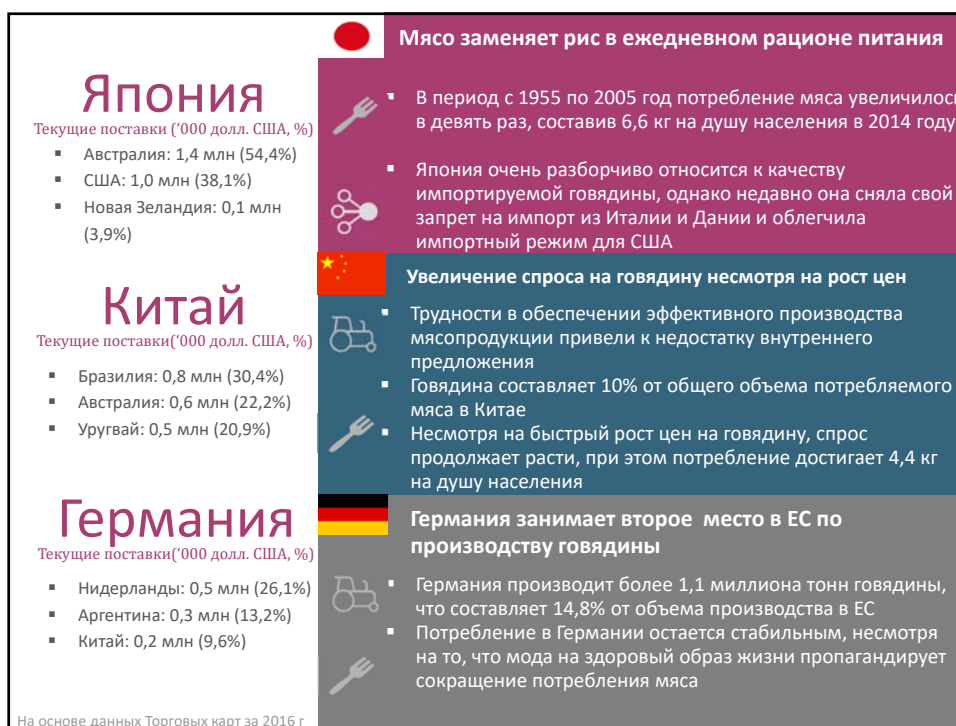 Япония
Текущие поставки ('000 долл. США, %)
▪ Австралия: 1,4 млн (54,4%)
▪ США: 1,0 млн (38,1%)
▪ Новая Зеландия: 0,1 млн
(3,9%)
Мясо заменяет рис в ежедневном рационе питания
▪ В период с 1955 по 2005 год потребление мяса увеличилос
в девять раз, составив 6,6 кг на душу населения в 2014 году
▪ Япония очень разборчиво относится к качеству
импортируемой говядины, однако недавно она сняла свой
запрет на импорт из Италии и Дании и облегчила
импортный режим для США
Китай
Текущие поставки('000 долл. США, %)
▪ Бразилия: 0,8 млн (30,4%)
▪ Австралия: 0,6 млн (22,2%)
▪ Уругвай: 0,5 млн (20,9%)
Увеличение спроса на говядину несмотря на рост цен
▪ Трудности в обеспечении эффективного производства
мясопродукции привели к недостатку внутреннего
предложения
▪ Говядина составляет 10% от общего объема потребляемого
мяса в Китае
▪ Несмотря на быстрый рост цен на говядину, спрос
продолжает расти, при этом потребление достигает 4,4 кг
на душу населения
Германия
Текущие поставки('000 долл. США, %)
▪ Нидерланды: 0,5 млн (26,1%)
▪ Аргентина: 0,3 млн (13,2%)
▪ Китай: 0,2 млн (9,6%)
Германия занимает второе место в ЕС по
производству говядины
▪ Германия производит более 1,1 миллиона тонн говядины,
что составляет 14,8% от объема производства в ЕС
▪ Потребление в Германии остается стабильным, несмотря
на то, что мода на здоровый образ жизни пропагандирует
сокращение потребления мяса
На основе данных Торговых карт за 2016 г